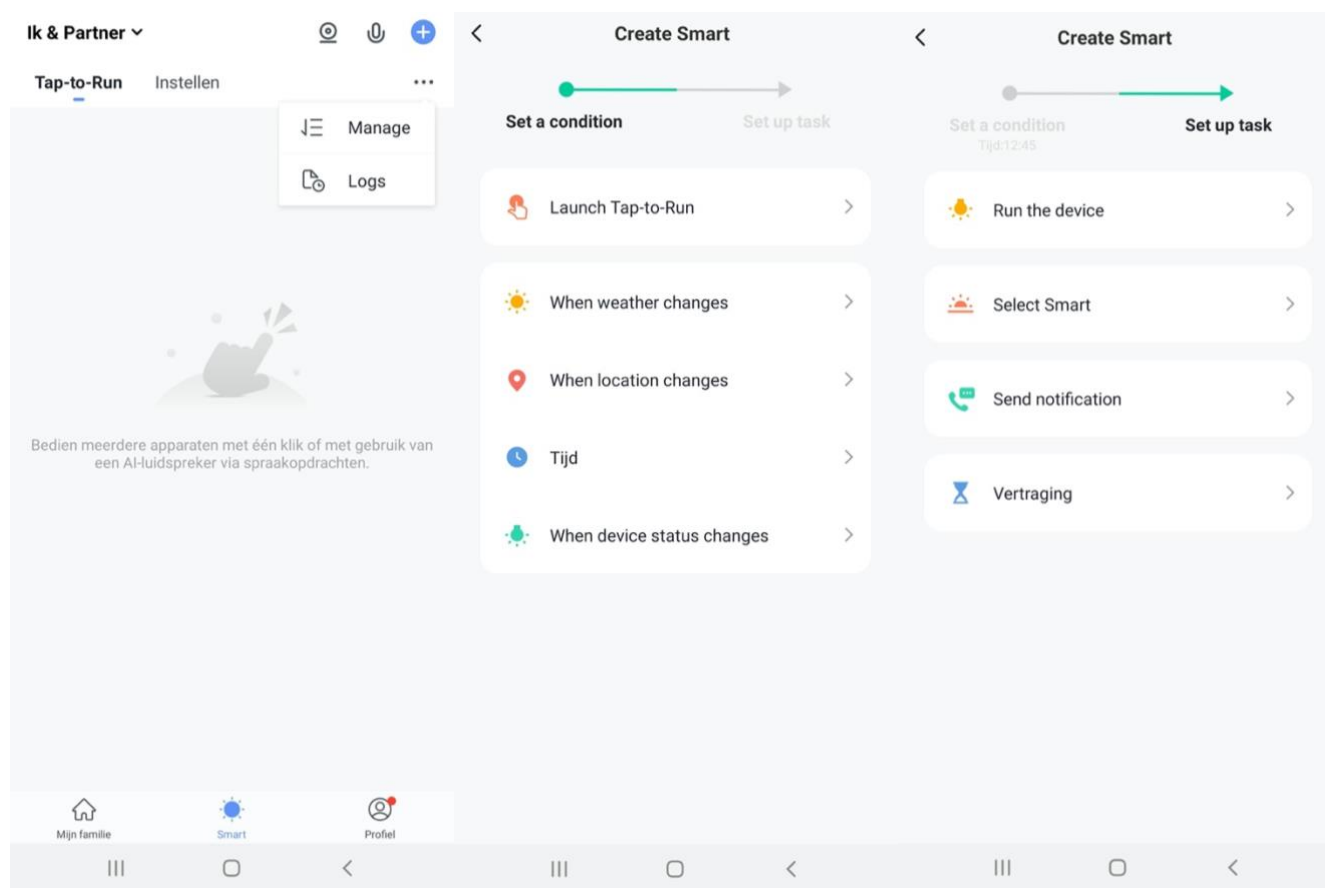 Ik & Partner
Tap-to-Run Instellen
Manage
Logs
Bedien meerdere apparaten met één klik of met gebruik van
een AI-luidspreker via spraakopdrachten.
Mijn familie Smart Profiel
Create Smart
Set a condition Set up task
Launch Tap-to-Run
When weather changes
When location changes
Tijd
When device status changes
Create Smart
Set a condition Set up task
Tijd:12:45
Run the device
Select Smart
Send notification
Vertraging